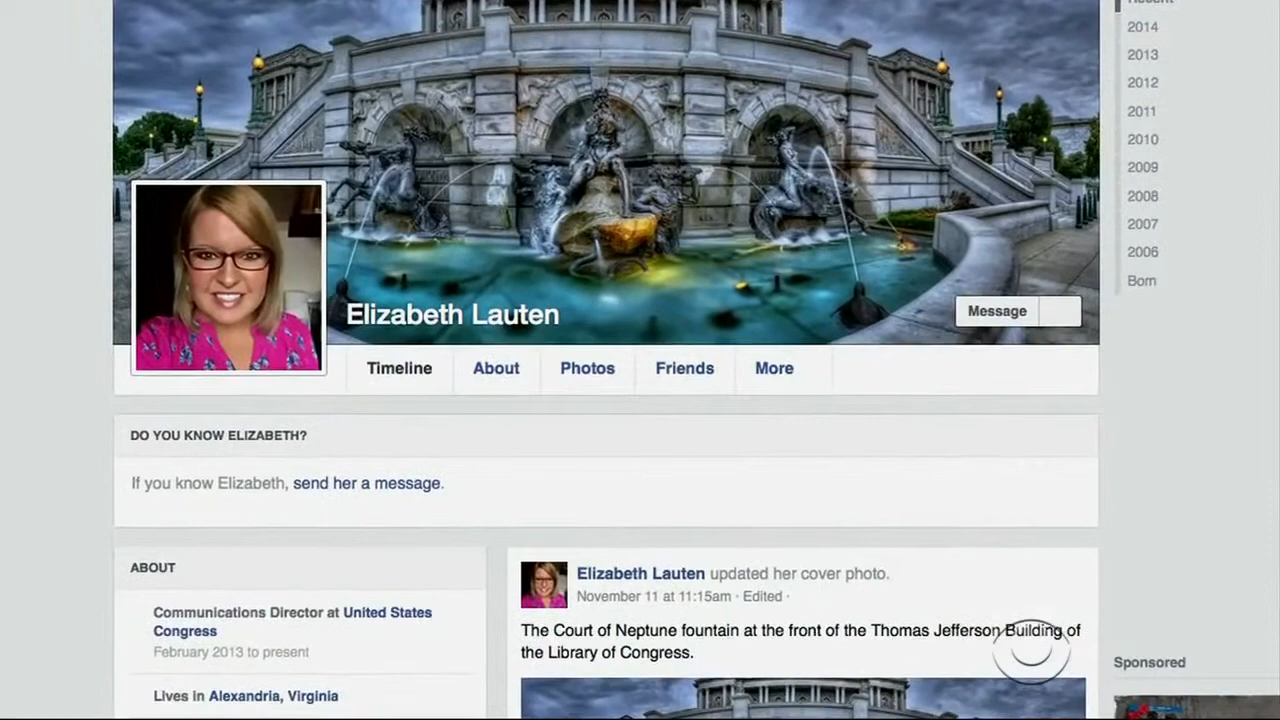 Recent
2014
2013
2012
2011
2010
2009
2008
2007
2006
Born
Elizabeth Lauten
Message
Timeline
About
Photos
Friends
More
DO YOU KNOW ELIZABETH?
If you know Elizabeth, send her a message.
ABOUT
Communications Director at United States
Congress
February 2013 to present
Lives in Alexandria, Virginia
Elizabeth Lauten updated her cover photo.
November 11 at 11:15am · Edited ·
The Court of Neptune fountain at the front of the Thomas Jefferson Building of
the Library of Congress.
Sponsored